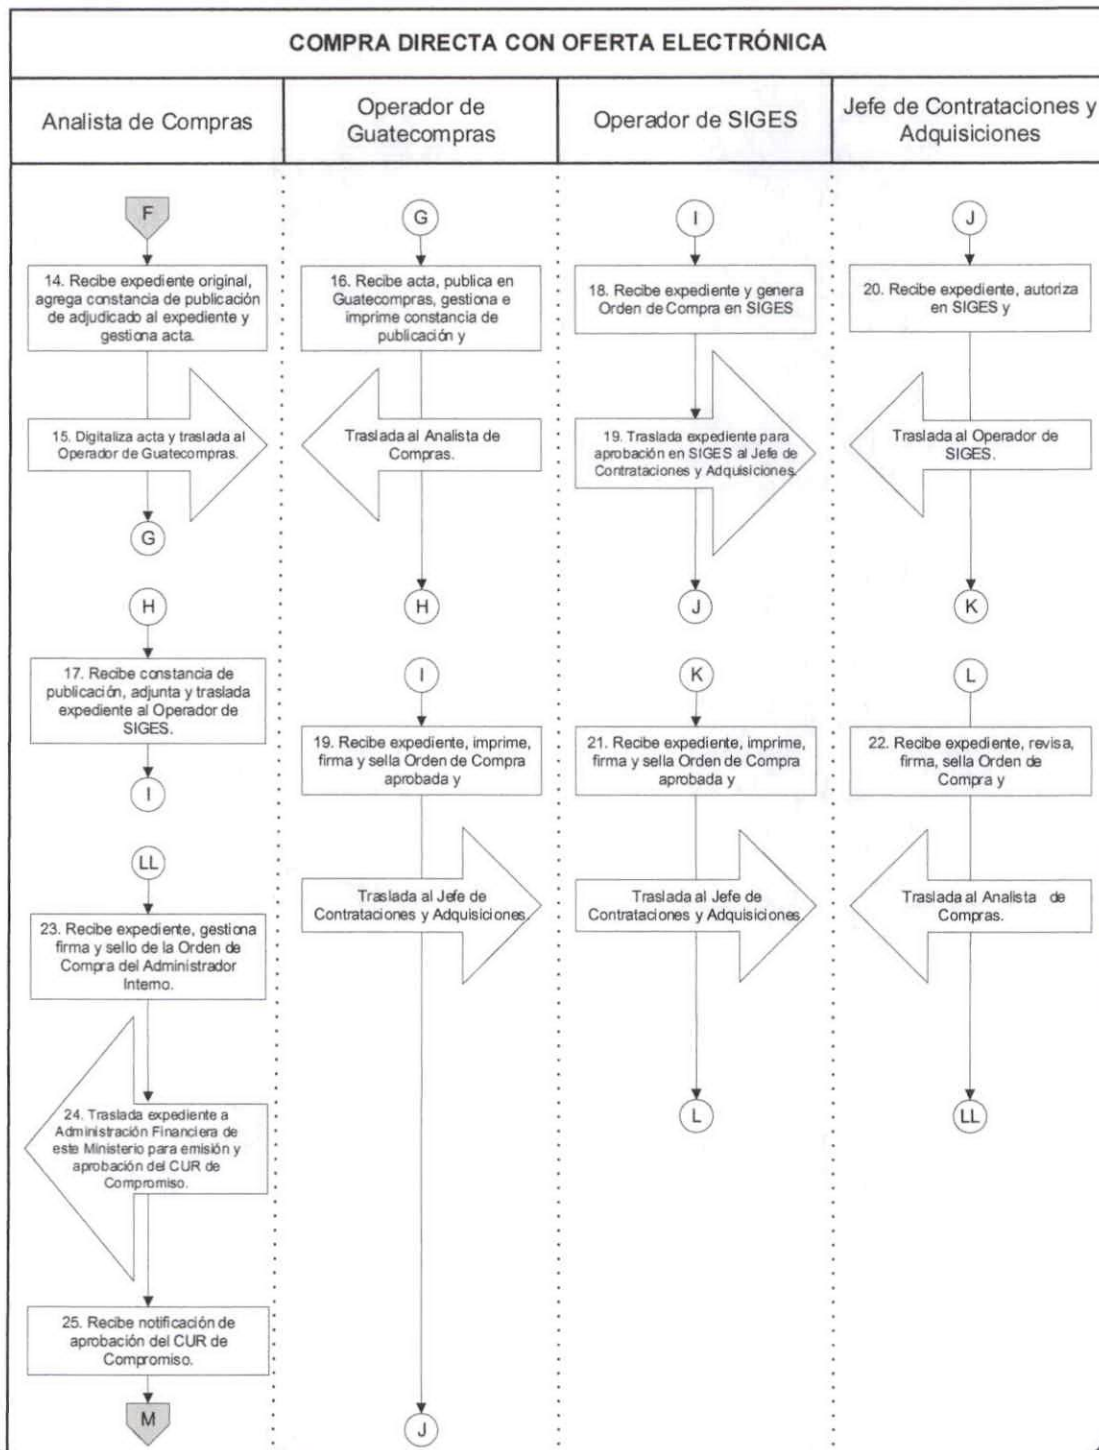 COMPRA DIRECTA CON OFERTA ELECTRÓNICA
Analista de Compras
Operador de
Guatecompras
Operador de SIGES
Jefe de Contrataciones y
Adquisiciones
F
14. Recibe expediente original,
agrega constancia de publicación
de adjudicado al expediente y
gestiona acta.
15. Digitaliza acta y traslada al
Operador de Guatecompras.
G
H
17. Recibe constancia de
publicación, adjunta y traslada
expediente al Operador de
SIGES.
I
LL
23. Recibe expediente, gestiona
firma y sello de la Orden de
Compra del Administrador
Interno.
24. Traslada expediente a
Administración Financiera de
este Ministerio para emisión y
aprobación del CUR de
Compromiso.
25. Recibe notificación de
aprobación del CUR de
Compromiso.
M
G
16. Recibe acta, publica en
Guatecompras, gestiona e
imprime constancia de
publicación y
Traslada al Analista de
Compras.
H
I
19. Recibe expediente, imprime,
firma y sella Orden de Compra
aprobada y
Traslada al Jefe de
Contrataciones y Adquisiciones.
J
I
18. Recibe expediente y genera
Orden de Compra en SIGES
19. Traslada expediente para
aprobación en SIGES al Jefe de
Contrataciones y Adquisiciones.
J
K
21. Recibe expediente, imprime,
firma y sella Orden de Compra
aprobada y
Traslada al Jefe de
Contrataciones y Adquisiciones.
L
J
20. Recibe expediente, autoriza
en SIGES y
Traslada al Operador de
SIGES.
K
L
22. Recibe expediente, revisa,
firma, sella Orden de
Compra y
Traslada al Analista de
Compras.
LL